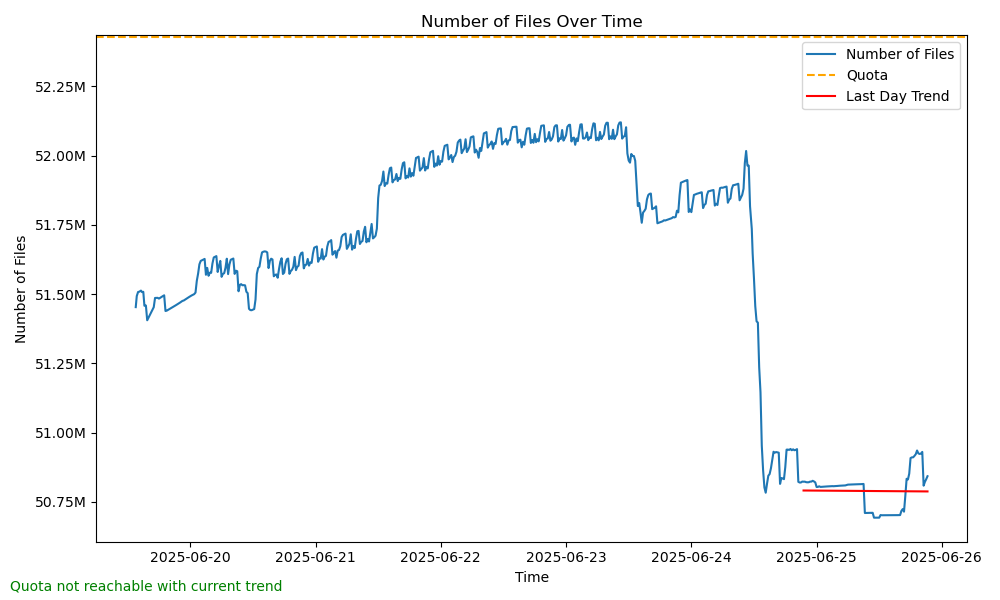 Number of Files Over Time
Number of Files
Quota
Last Day Trend
Number of Files
52.25M
52.00M
51.75M
51.50M
51.25M
51.00M
50.75M
2025-06-20
2025-06-21
2025-06-22
2025-06-23
2025-06-24
2025-06-25
2025-06-26
Time
Quota not reachable with current trend